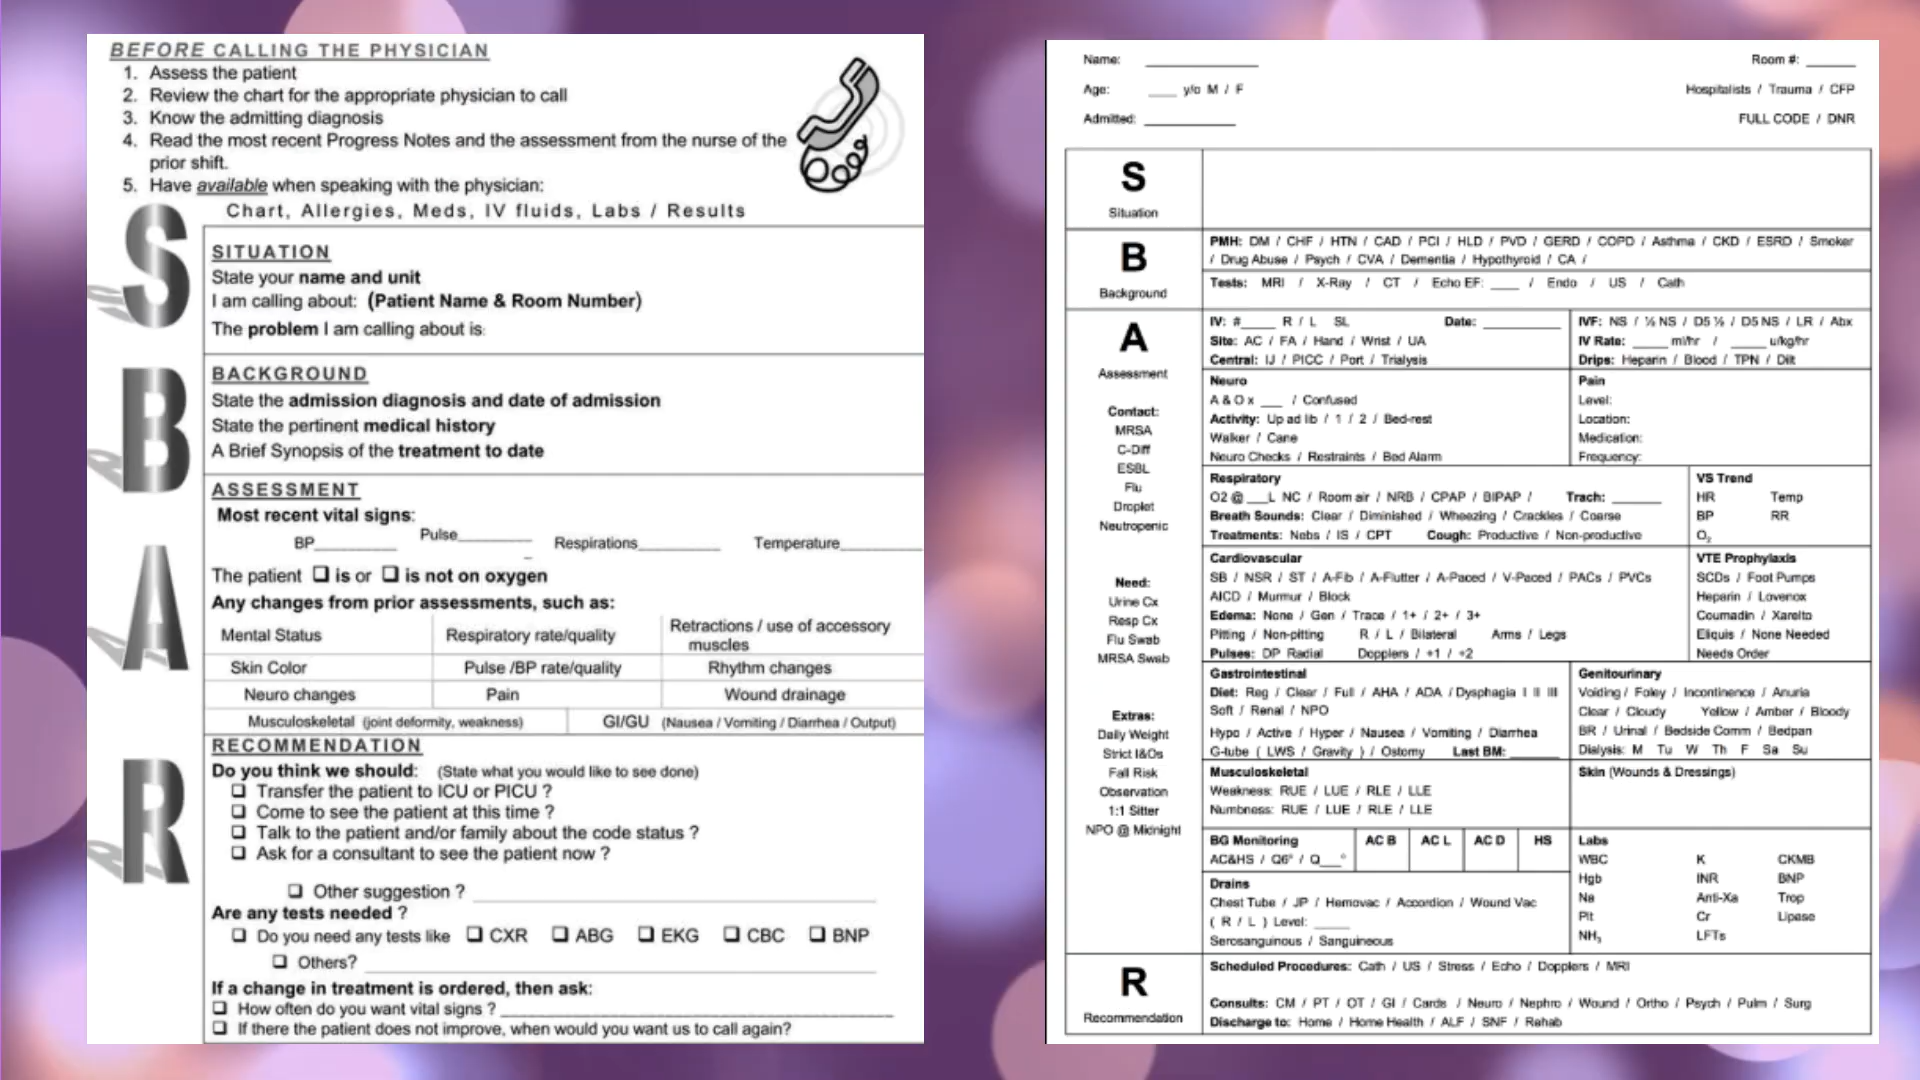 BEFORE CALLING THE PHYSICIAN
1. Assess the patient
2. Review the chart for the appropriate physician to call
3. Know the admitting diagnosis
4. Read the most recent Progress Notes and the assessment from the nurse of the
prior shift.
5. Have available when speaking with the physician:
Chart, Allergies, Meds, IV fluids, Labs / Results
S
SITUATION
State your name and unit
I am calling about: (Patient Name & Room Number)
The problem I am calling about is:
B
BACKGROUND
State the admission diagnosis and date of admission
State the pertinent medical history
A Brief Synopsis of the treatment to date
A
ASSESSMENT
Most recent vital signs:
BP__________ Pulse_________ Respirations__________ Temperature__________
The patient ❏ is or ❏ is not on oxygen
Any changes from prior assessments, such as:
Mental Status Respiratory rate/quality Retractions / use of accessory
muscles
Skin Color Pulse /BP rate/quality Rhythm changes
Neuro changes Pain Wound drainage
Musculoskeletal (joint deformity, weakness) GI/GU (Nausea / Vomiting / Diarrhea / Output)
R
RECOMMENDATION
Do you think we should: (State what you would like to see done)
❏ Transfer the patient to ICU or PICU ?
❏ Come to see the patient at this time ?
❏ Talk to the patient and/or family about the code status ?
❏ Ask for a consultant to see the patient now ?
❏ Other suggestion ? __________
Are any tests needed ?
❏ Do you need any tests like ❏ CXR ❏ ABG ❏ EKG ❏ CBC ❏ BNP
❏ Others? __________
If a change in treatment is ordered, then ask:
❏ How often do you want vital signs ? __________
❏ If there the patient does not improve, when would you want us to call again?
Name: __________ Room #: _____
Age: ____ y/o M / F Hospitalists / Trauma / CFP
Admitted: __________ FULL CODE / DNR
S
Situation
B
Background
PMH: DM / CHF / HTN / CAD / PCI / HLD / PVD / GERD / COPD / Asthma / CKD / ESRD / Smoker
/ Drug Abuse / Psych / CVA / Dementia / Hypothyroid / CA /
Tests: MRI / X-Ray / CT / Echo EF: ____ / Endo / US / Cath
A
Assessment
Contact:
MRSA
C-Diff
ESBL
Flu
Droplet
Neutropenic
Need:
Urine Cx
Resp Cx
Flu Swab
MRSA Swab
Extras:
Daily Weight
Strict I&Os
Fall Risk
Observation
1:1 Sitter
NPO @ Midnight
IV: #_____ R / L SL Date: __________
Site: AC / FA / Hand / Wrist / UA
Central: IJ / PICC / Port / Trialysis
IVF: NS / ½ NS / D5 ½ / D5 NS / LR / Abx
IV Rate: _____ ml/hr / _____ u/kg/hr
Drips: Heparin / Blood / TPN / Dilt
Neuro
A & O x ___ / Confused
Activity: Up ad lib / 1 / 2 / Bed-rest
Walker / Cane
Neuro Checks / Restraints / Bed Alarm
Pain
Level:
Location:
Medication:
Frequency:
Respiratory
O2 @ ___L NC / Room air / NRB / CPAP / BIPAP / Trach: _______
Breath Sounds: Clear / Diminished / Wheezing / Crackles / Coarse
Treatments: Nebs / IS / CPT Cough: Productive / Non-productive
VS Trend
HR Temp
BP RR
O₂
Cardiovascular
SB / NSR / ST / A-Fib / A-Flutter / A-Paced / V-Paced / PACs / PVCs
AICD / Murmur / Block
Edema: None / Gen / Trace / 1+ / 2+ / 3+
Pitting / Non-pitting R / L / Bilateral Arms / Legs
Pulses: DP Radial Dopplers / +1 / +2
VTE Prophylaxis
SCDs / Foot Pumps
Heparin / Lovenox
Coumadin / Xarelto
Eliquis / None Needed
Needs Order
Gastrointestinal
Diet: Reg / Clear / Full / AHA / ADA / Dysphagia I II III
Soft / Renal / NPO
Hypo / Active / Hyper / Nausea / Vomiting / Diarrhea
G-tube ( LWS / Gravity ) / Ostomy Last BM: _______
Genitourinary
Voiding / Foley / Incontinence / Anuria
Clear / Cloudy Yellow / Amber / Bloody
BR / Urinal / Bedside Comm / Bedpan
Dialysis: M Tu W Th F Sa Su
Musculoskeletal
Weakness: RUE / LUE / RLE / LLE
Numbness: RUE / LUE / RLE / LLE
Skin (Wounds & Dressings)
BG Monitoring AC B AC L AC D HS
AC&HS / Q6° / Q___°
Drains
Chest Tube / JP / Hemovac / Accordion / Wound Vac
( R / L ) Level: _____
Serosanguinous / Sanguineous
Labs
WBC K CKMB
Hgb INR BNP
Na Anti-Xa Trop
Plt Cr Lipase
NH₃ LFTs
R
Recommendation
Scheduled Procedures: Cath / US / Stress / Echo / Dopplers / MRI
Consults: CM / PT / OT / GI / Cards / Neuro / Nephro / Wound / Ortho / Psych / Pulm / Surg
Discharge to: Home / Home Health / ALF / SNF / Rehab